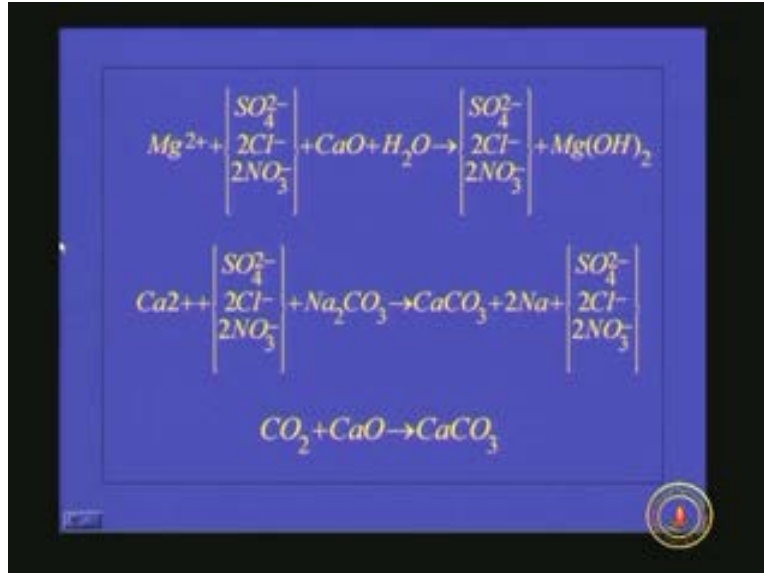 Mg²⁺ + |SO₄²⁻ 2Cl⁻ 2NO₃⁻| + CaO + H₂O → |SO₄²⁻ 2Cl⁻ 2NO₃⁻| + Mg(OH)₂
Ca2++ |SO₄²⁻ 2Cl⁻ 2NO₃⁻| + Na₂CO₃ → CaCO₃ + 2Na+ |SO₄²⁻ 2Cl⁻ 2NO₃⁻|
CO₂+CaO→CaCO₃